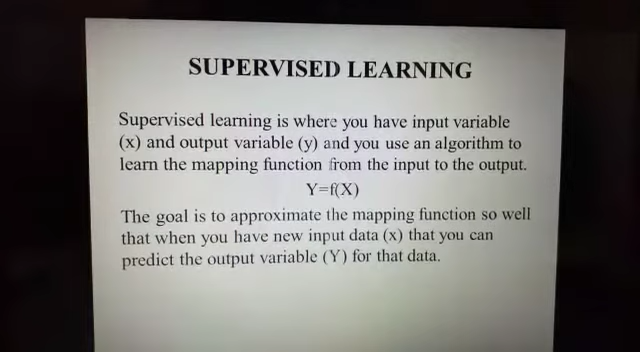 SUPERVISED LEARNING
Supervised learning is where you have input variable
(x) and output variable (y) and you use an algorithm to
learn the mapping function from the input to the output.
Y=f(X)
The goal is to approximate the mapping function so well
that when you have new input data (x) that you can
predict the output variable (Y) for that data.